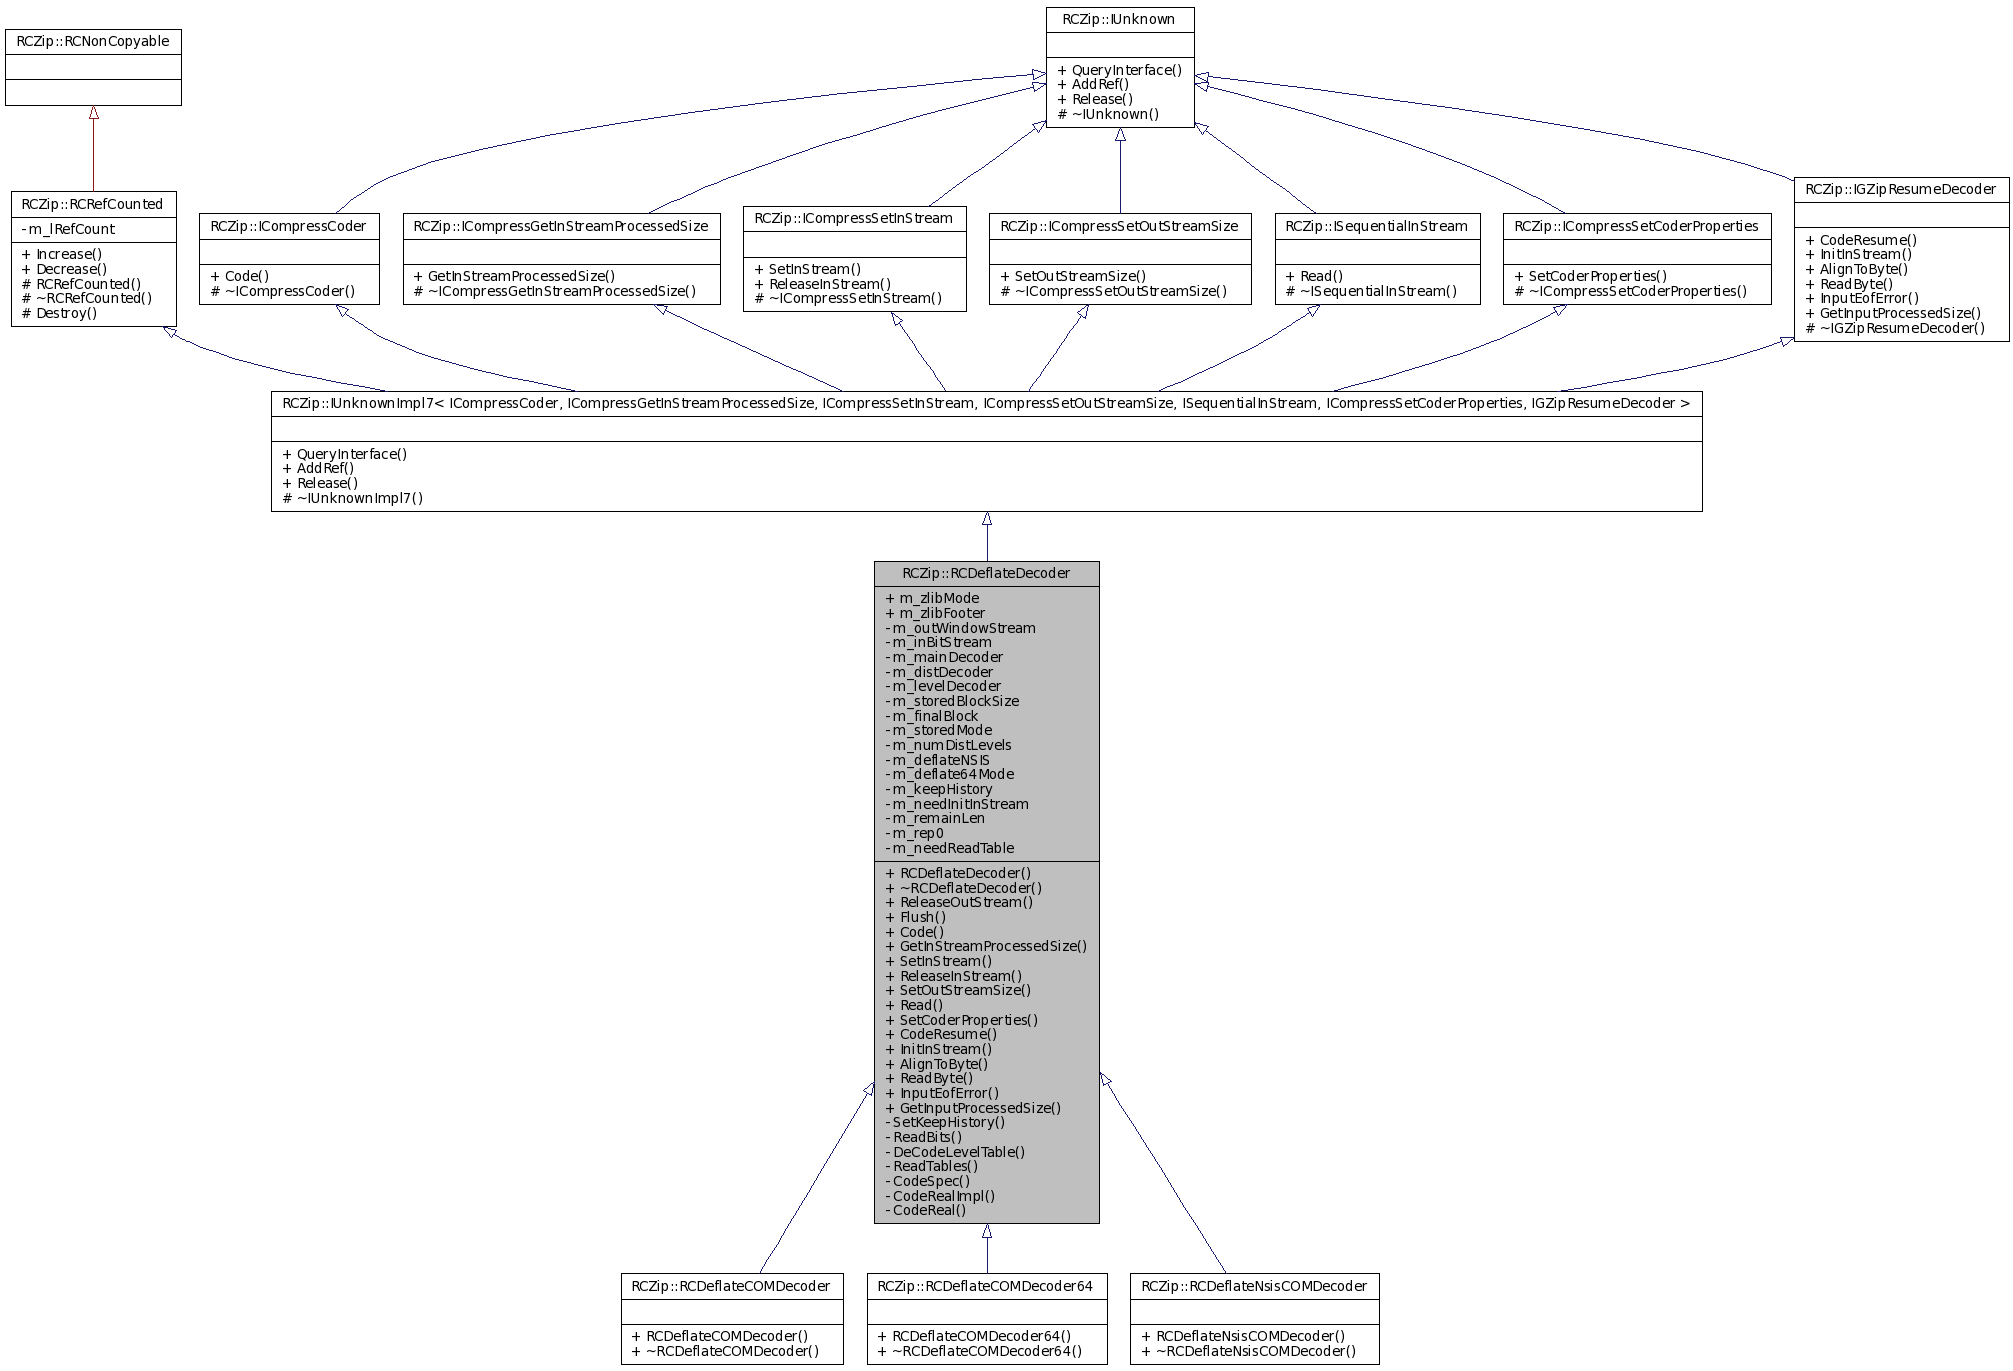 RCZip::IUnknown
+ QueryInterface()
+ AddRef()
+ Release()
# ~IUnknown()
RCZip::RCNonCopyable
RCZip::RCRefCounted
- m_lRefCount
+ Increase()
+ Decrease()
# RCRefCounted()
# ~RCRefCounted()
# Destroy()
RCZip::ICompressCoder
+ Code()
# ~ICompressCoder()
RCZip::ICompressGetInStreamProcessedSize
+ GetInStreamProcessedSize()
# ~ICompressGetInStreamProcessedSize()
RCZip::ICompressSetInStream
+ SetInStream()
+ ReleaseInStream()
# ~ICompressSetInStream()
RCZip::ICompressSetOutStreamSize
+ SetOutStreamSize()
# ~ICompressSetOutStreamSize()
RCZip::ISequentialInStream
+ Read()
# ~ISequentialInStream()
RCZip::ICompressSetCoderProperties
+ SetCoderProperties()
# ~ICompressSetCoderProperties()
RCZip::IGZipResumeDecoder
+ CodeResume()
+ InitInStream()
+ AlignToByte()
+ ReadByte()
+ InputEofError()
+ GetInputProcessedSize()
# ~IGZipResumeDecoder()
RCZip::IUnknownImpl7< ICompressCoder, ICompressGetInStreamProcessedSize, ICompressSetInStream, ICompressSetOutStreamSize, ISequentialInStream, ICompressSetCoderProperties, IGZipResumeDecoder >
+ QueryInterface()
+ AddRef()
+ Release()
# ~IUnknownImpl7()
RCZip::RCDeflateDecoder
+ m_zlibMode
+ m_zlibFooter
- m_outWindowStream
- m_inBitStream
- m_mainDecoder
- m_distDecoder
- m_levelDecoder
- m_storedBlockSize
- m_finalBlock
- m_storedMode
- m_numDistLevels
- m_deflateNSIS
- m_deflate64Mode
- m_keepHistory
- m_needInitInStream
- m_remainLen
- m_rep0
- m_needReadTable
+ RCDeflateDecoder()
+ ~RCDeflateDecoder()
+ ReleaseOutStream()
+ Flush()
+ Code()
+ GetInStreamProcessedSize()
+ SetInStream()
+ ReleaseInStream()
+ SetOutStreamSize()
+ Read()
+ SetCoderProperties()
+ CodeResume()
+ InitInStream()
+ AlignToByte()
+ ReadByte()
+ InputEofError()
+ GetInputProcessedSize()
- SetKeepHistory()
- ReadBits()
- DeCodeLevelTable()
- ReadTables()
- CodeSpec()
- CodeRealImpl()
- CodeReal()
RCZip::RCDeflateCOMDecoder
+ RCDeflateCOMDecoder()
+ ~RCDeflateCOMDecoder()
RCZip::RCDeflateCOMDecoder64
+ RCDeflateCOMDecoder64()
+ ~RCDeflateCOMDecoder64()
RCZip::RCDeflateNsisCOMDecoder
+ RCDeflateNsisCOMDecoder()
+ ~RCDeflateNsisCOMDecoder()